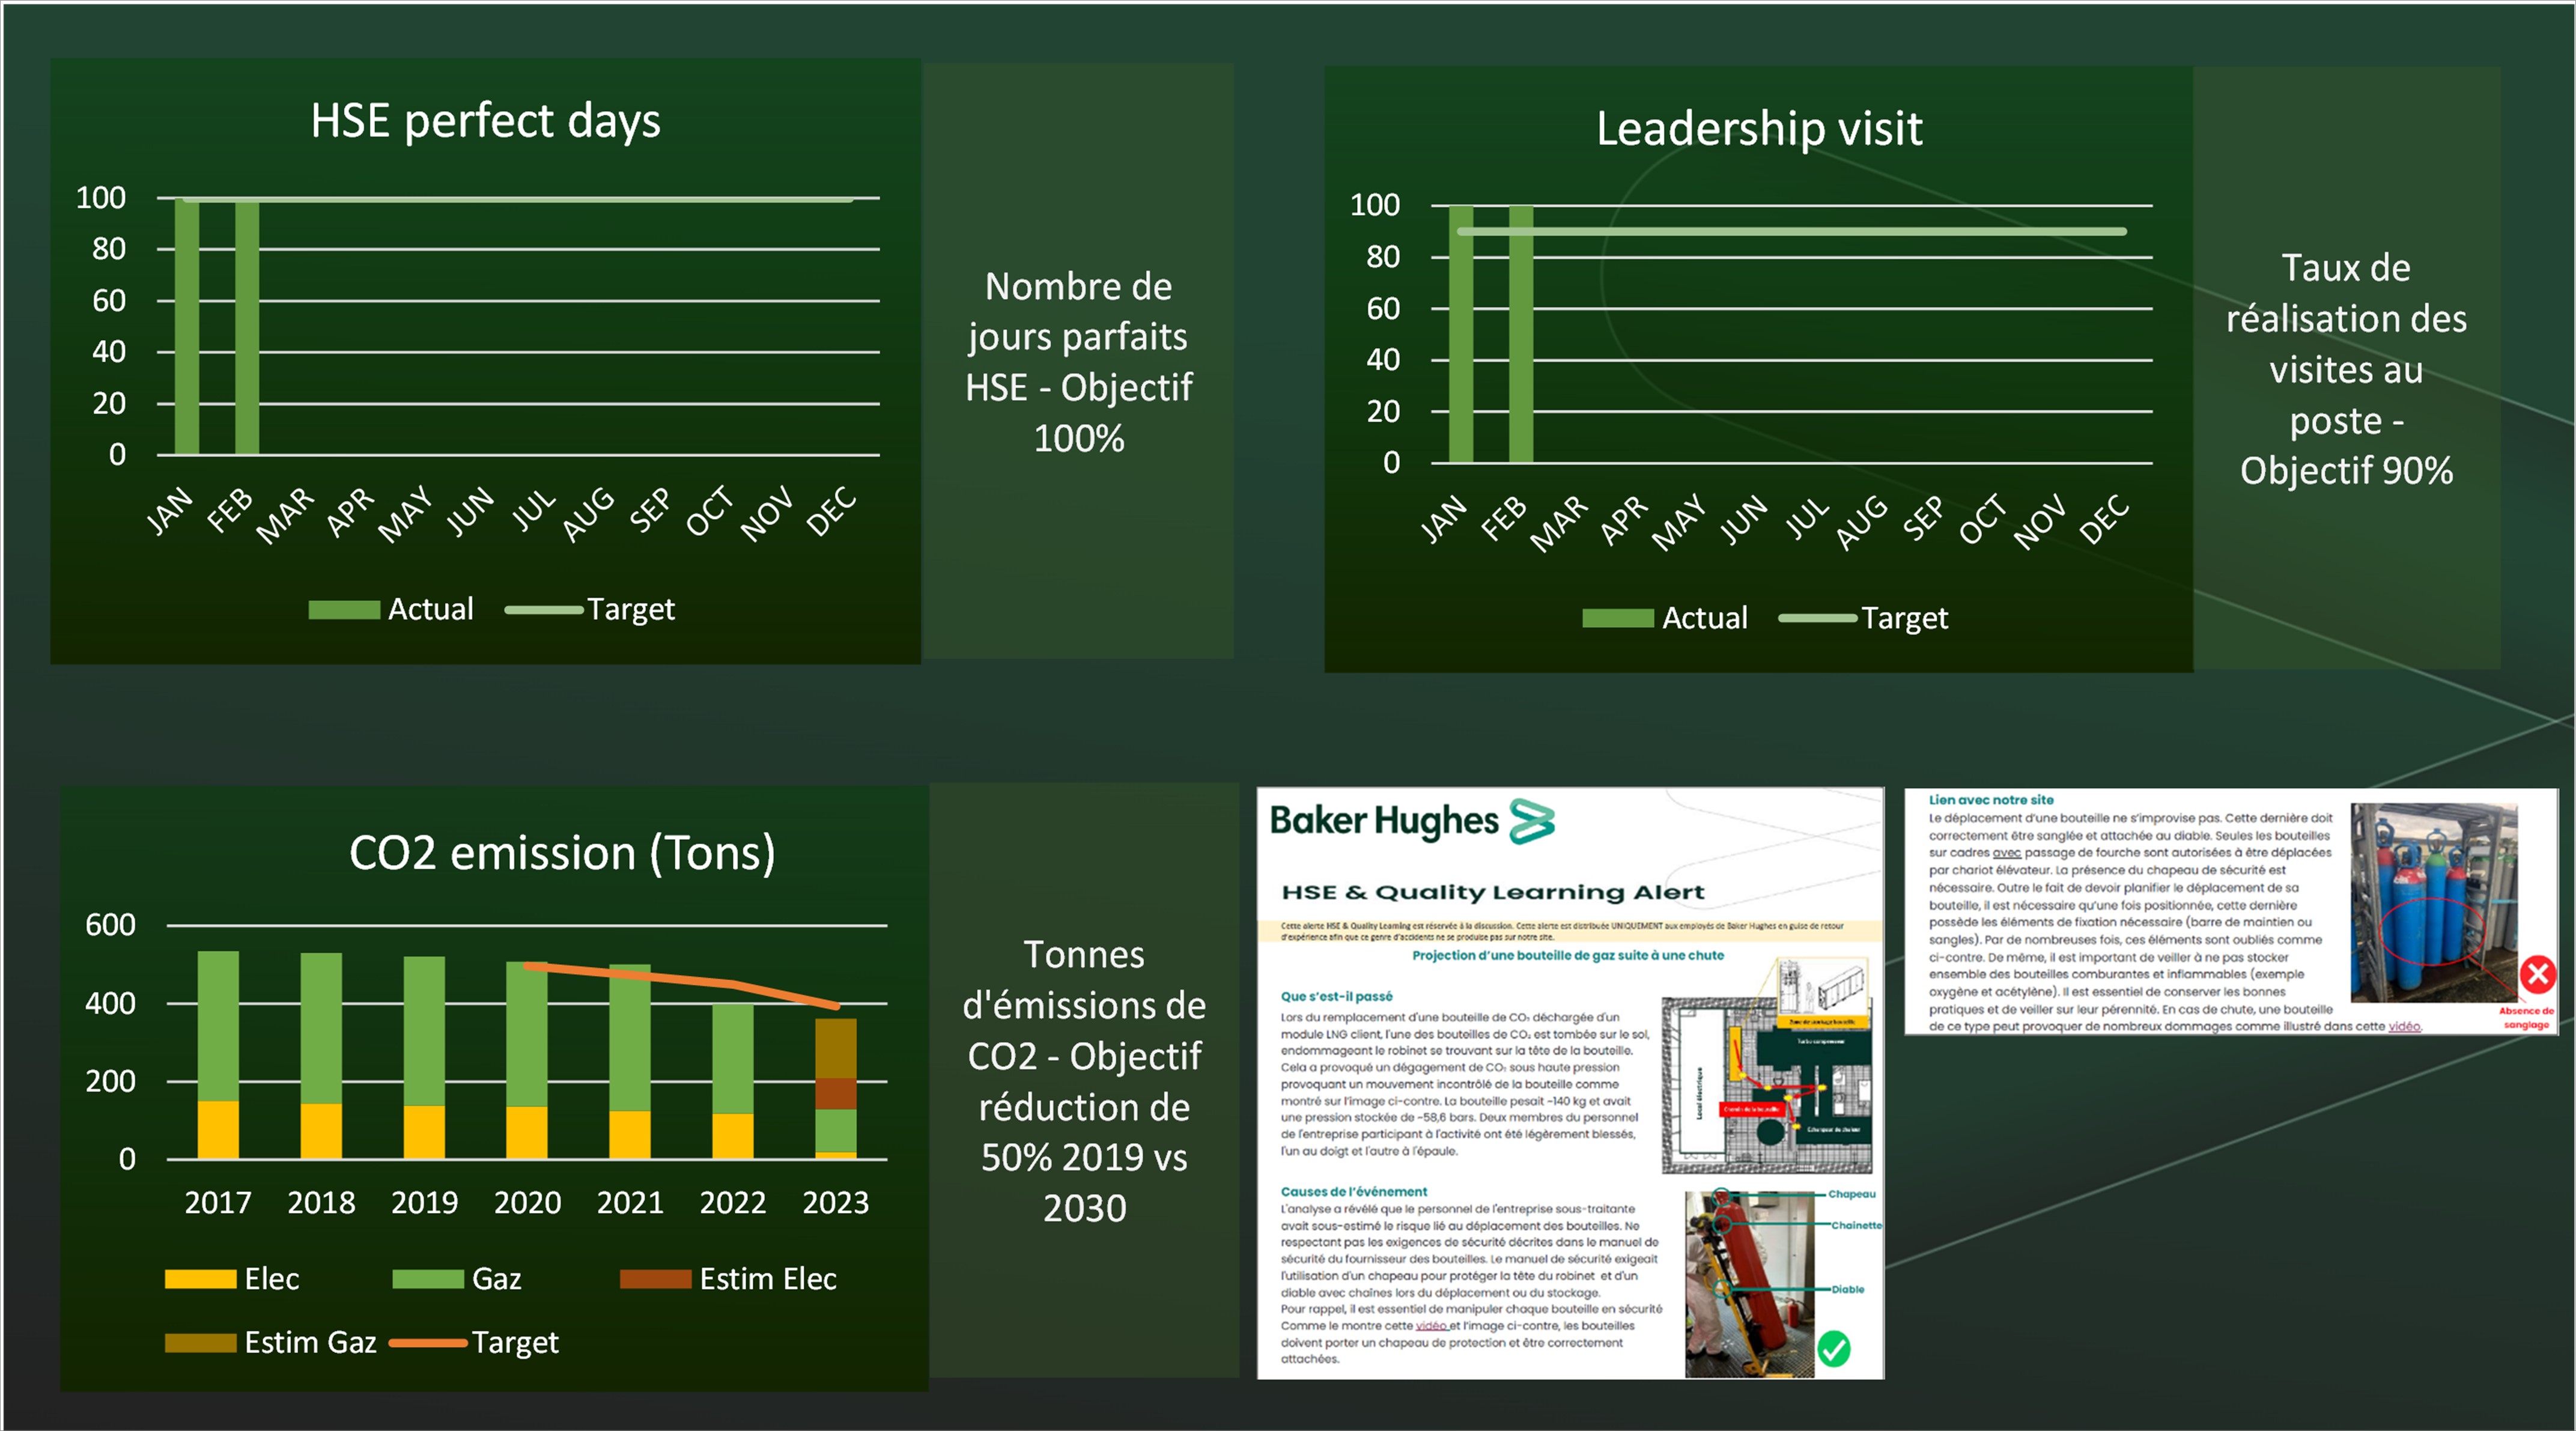 HSE perfect days
100
80
60
40
20
0
JAN
FEB
MAR
APR
MAY
JUN
JUL
AUG
SEP
OCT
NOV
DEC
Actual
Target
Nombre de
jours parfaits
HSE - Objectif
100%
Leadership visit
100
80
60
40
20
0
JAN
FEB
MAR
APR
MAY
JUN
JUL
AUG
SEP
OCT
NOV
DEC
Actual
Target
Taux de
réalisation des
visites au
poste -
Objectif 90%
CO2 emission (Tons)
600
400
200
0
2017
2018
2019
2020
2021
2022
2023
Elec
Gaz
Estim Elec
Estim Gaz
Target
Tonnes
d'émissions de
CO2 - Objectif
réduction de
50% 2019 vs
2030
Baker Hughes
HSE & Quality Learning Alert
Cette alerte HSE & Quality Learning est réservée à la discussion. Cette alerte est distribuée UNIQUEMENT aux employés de Baker Hughes en guise de retour
d'expérience afin que ce genre d'accidents ne se produise pas sur notre site.
Projection d'une bouteille de gaz suite à une chute
Que s'est-il passé
Lors du remplacement d'une bouteille de CO₂ déchargée d'un
module LNG client, l'une des bouteilles de CO₂ est tombée sur le sol,
endommageant le robinet se trouvant sur la tête de la bouteille.
Cela a provoqué un dégagement de CO₂ sous haute pression
provoquant un mouvement incontrôlé de la bouteille comme
montré sur l'image ci-contre. La bouteille pesait ~140 kg et avait
une pression stockée de ~58,6 bars. Deux membres du personnel
de l'entreprise participant à l'activité ont été légèrement blessés,
l'un au doigt et l'autre à l'épaule.
Local électrique
Turbo compresseur
Chemin de la bouteille
Causes de l'événement
L'analyse a révélé que le personnel de l'entreprise sous-traitante
avait sous-estimé le risque lié au déplacement des bouteilles. Ne
respectant pas les exigences de sécurité décrites dans le manuel de
sécurité du fournisseur des bouteilles. Le manuel de sécurité exigeait
l'utilisation d'un chapeau pour protéger la tête du robinet et d'un
diable avec chaînes lors du déplacement ou du stockage.
Pour rappel, il est essentiel de manipuler chaque bouteille en sécurité
Comme le montre cette vidéo et l'image ci-contre, les bouteilles
doivent porter un chapeau de protection et être correctement
attachées.
Chapeau
Chainette
Diable
Lien avec notre site
Le déplacement d'une bouteille ne s'improvise pas. Cette dernière doit
correctement être sanglée et attachée au diable. Seules les bouteilles
sur cadres avec passage de fourche sont autorisées à être déplacées
par chariot élévateur. La présence du chapeau de sécurité est
nécessaire. Outre le fait de devoir planifier le déplacement de sa
bouteille, il est nécessaire qu'une fois positionnée, cette dernière
possède les éléments de fixation nécessaire (barre de maintien ou
sangles). Par de nombreuses fois, ces éléments sont oubliés comme
ci-contre. De même, il est important de veiller à ne pas stocker
ensemble des bouteilles comburantes et inflammables (exemple
oxygène et acétylène). Il est essentiel de conserver les bonnes
pratiques et de veiller sur leur pérennité. En cas de chute, une bouteille
de ce type peut provoquer de nombreux dommages comme illustré dans cette vidéo.
Absence de
sanglage